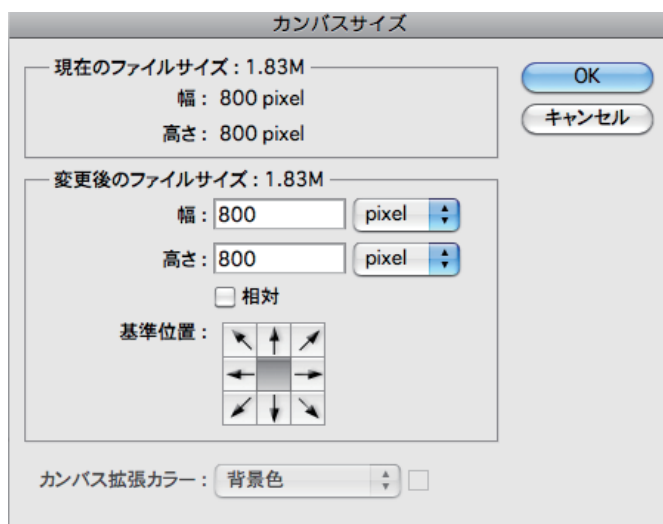 カンバスサイズ
現在のファイルサイズ : 1.83M
幅 : 800 pixel
高さ : 800 pixel
OK
キャンセル
変更後のファイルサイズ : 1.83M
幅 : 800 pixel
高さ : 800 pixel
相対
基準位置 :
カンバス拡張カラー : 背景色